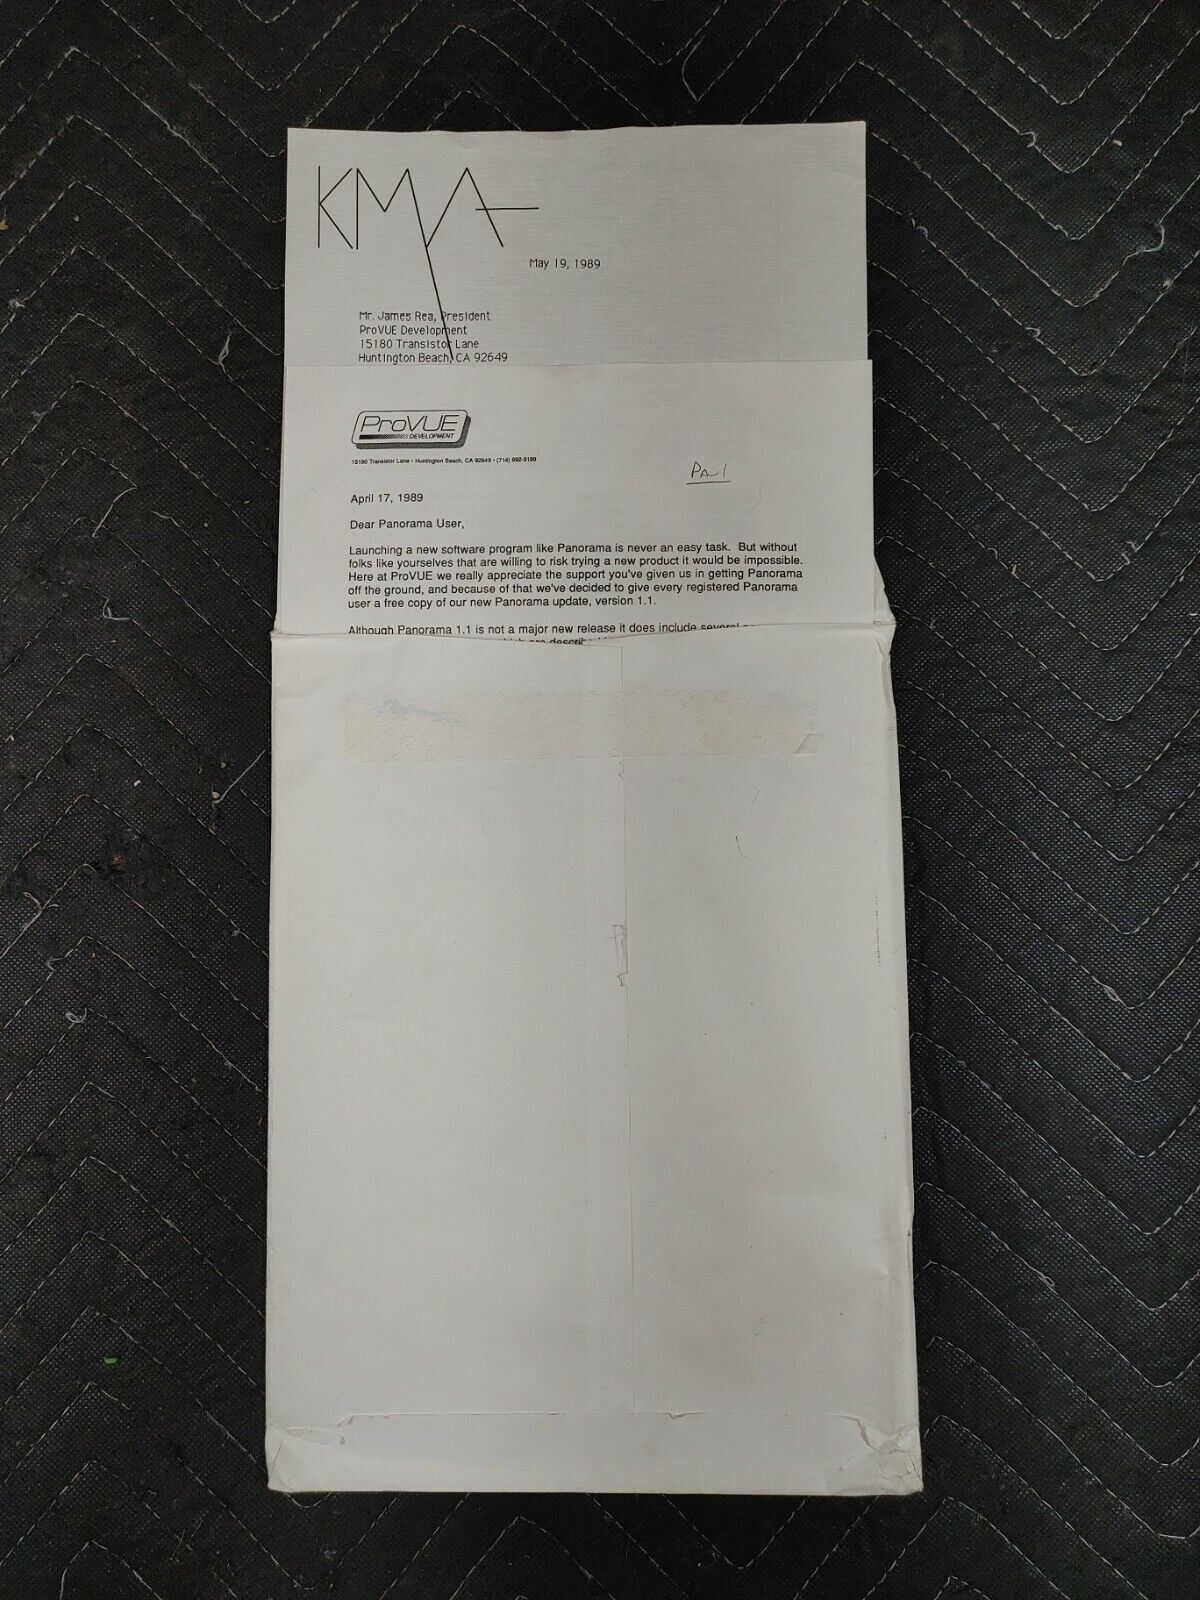 KMA
May 19, 1989
Mr. James Rea, President
ProVUE Development
15180 Transistor Lane
Huntington Beach, CA 92649
ProVUE
DEVELOPMENT
15180 Transistor Lane • Huntington Beach, CA 92649 • (714) 892-8199
Paul
April 17, 1989
Dear Panorama User,
Launching a new software program like Panorama is never an easy task.  But without
folks like yourselves that are willing to risk trying a new product it would be impossible.
Here at ProVUE we really appreciate the support you've given us in getting Panorama
off the ground, and because of that we've decided to give every registered Panorama
user a free copy of our new Panorama update, version 1.1.
Although Panorama 1.1 is not a major new release it does include several